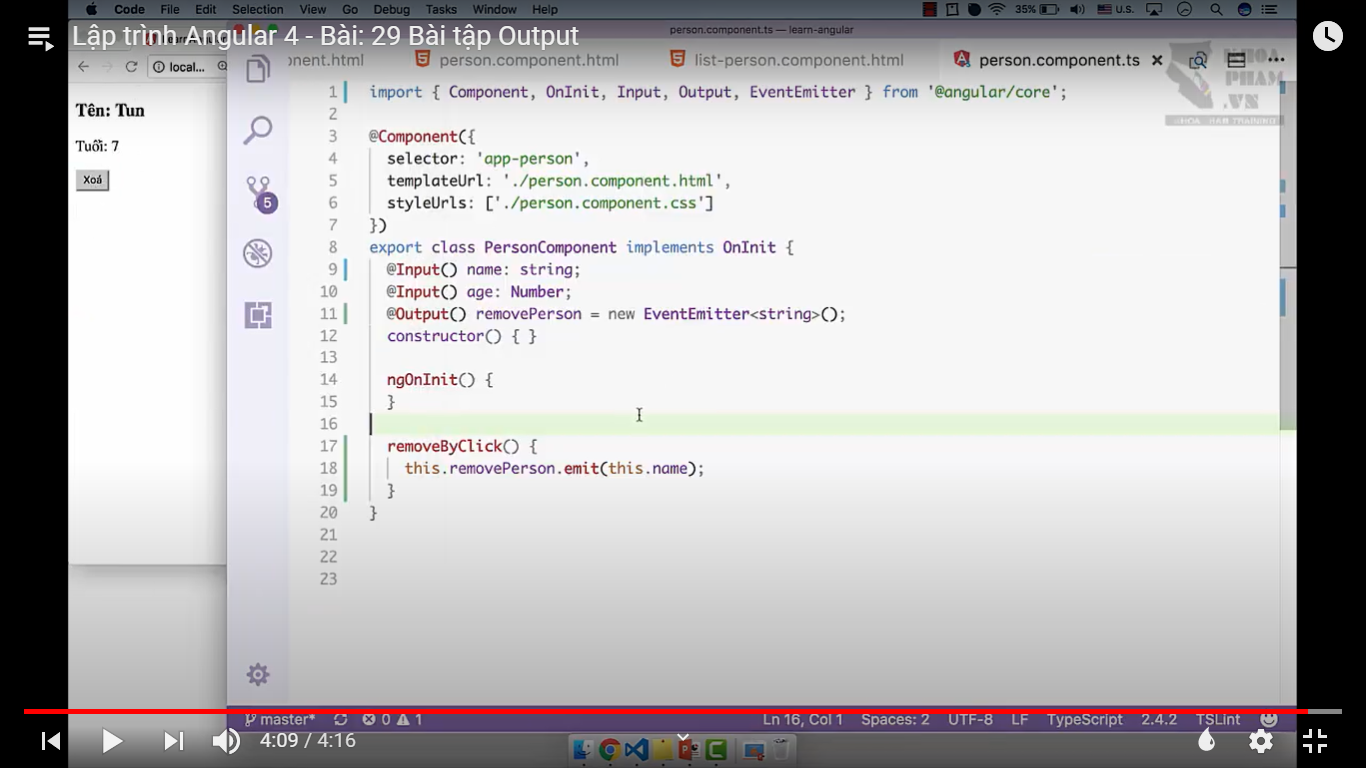 Code File Edit Selection View Go Debug Tasks Window Help 35% U.S.
Lập trình Angular 4 - Bài: 29 Bài tập Output
person.component.ts — learn-angular
onent.html person.component.html list-person.component.html person.component.ts
local...
KHOA
PHAM
.VN
Tên: Tun
Tuổi: 7
Xoá
5
1 import { Component, OnInit, Input, Output, EventEmitter } from '@angular/core';
2
3 @Component({
4 selector: 'app-person',
5 templateUrl: './person.component.html',
6 styleUrls: ['./person.component.css']
7 })
8 export class PersonComponent implements OnInit {
9 @Input() name: string;
10 @Input() age: Number;
11 @Output() removePerson = new EventEmitter<string>();
12 constructor() { }
13
14 ngOnInit() {
15 }
16
17 removeByClick() {
18 this.removePerson.emit(this.name);
19 }
20 }
21
22
23
master* 0 1 Ln 16, Col 1 Spaces: 2 UTF-8 LF TypeScript 2.4.2 TSLint
4:09 / 4:16